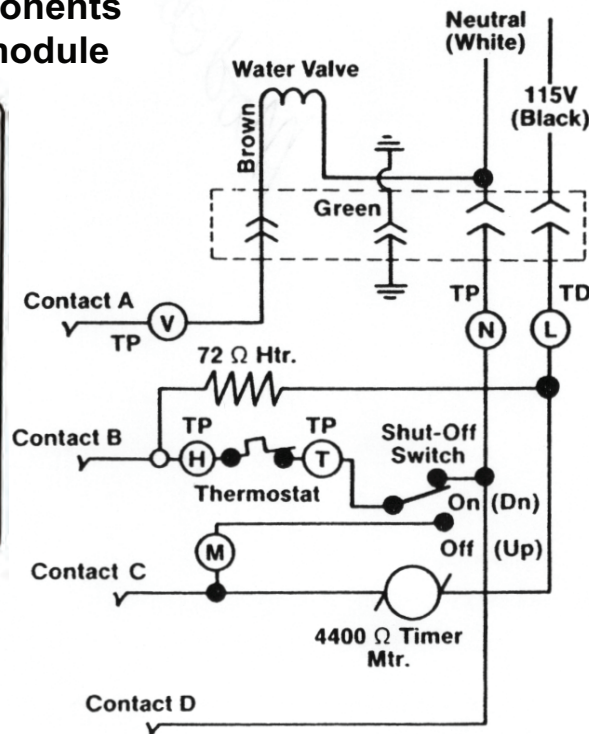 onents
module
Neutral
(White)
115V
(Black)
Water Valve
Brown
Green
Contact A
TP
V
TP
TD
N
L
72 Ω Htr.
Contact B
TP
TP
H
T
Thermostat
Shut-Off
Switch
On (Dn)
Off (Up)
M
Contact C
4400 Ω Timer
Mtr.
Contact D